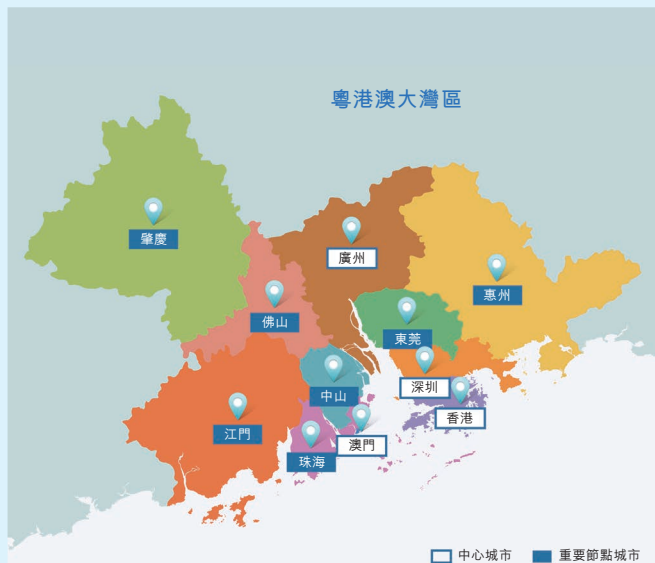 粵港澳大灣區
肇慶
廣州
惠州
佛山
東莞
中山
深圳
江門
澳門
香港
珠海
中心城市
重要節點城市